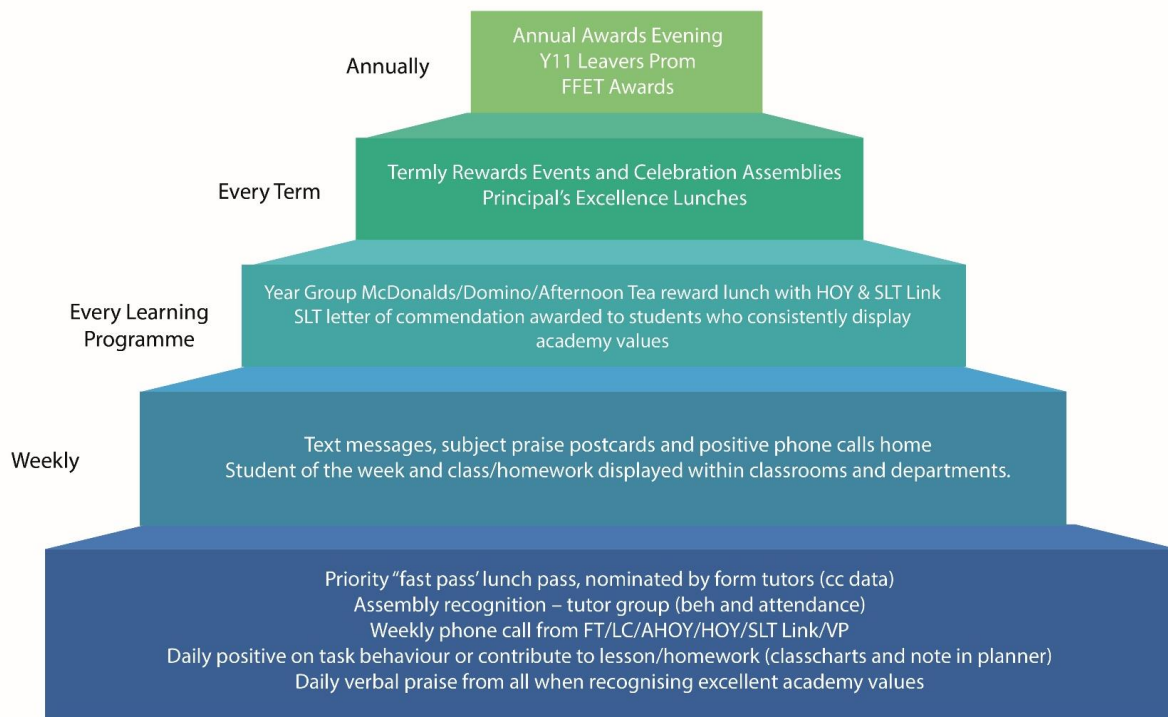 Annually
Annual Awards Evening
Y11 Leavers Prom
FFET Awards
Every Term
Termly Rewards Events and Celebration Assemblies
Principal's Excellence Lunches
Every Learning
Programme
Year Group McDonalds/Domino/Afternoon Tea reward lunch with HOY & SLT Link
SLT letter of commendation awarded to students who consistently display
academy values
Weekly
Text messages, subject praise postcards and positive phone calls home
Student of the week and class/homework displayed within classrooms and departments.
Priority “fast pass’ lunch pass, nominated by form tutors (cc data)
Assembly recognition – tutor group (beh and attendance)
Weekly phone call from FT/LC/AHOY/HOY/SLT Link/VP
Daily positive on task behaviour or contribute to lesson/homework (classcharts and note in planner)
Daily verbal praise from all when recognising excellent academy values